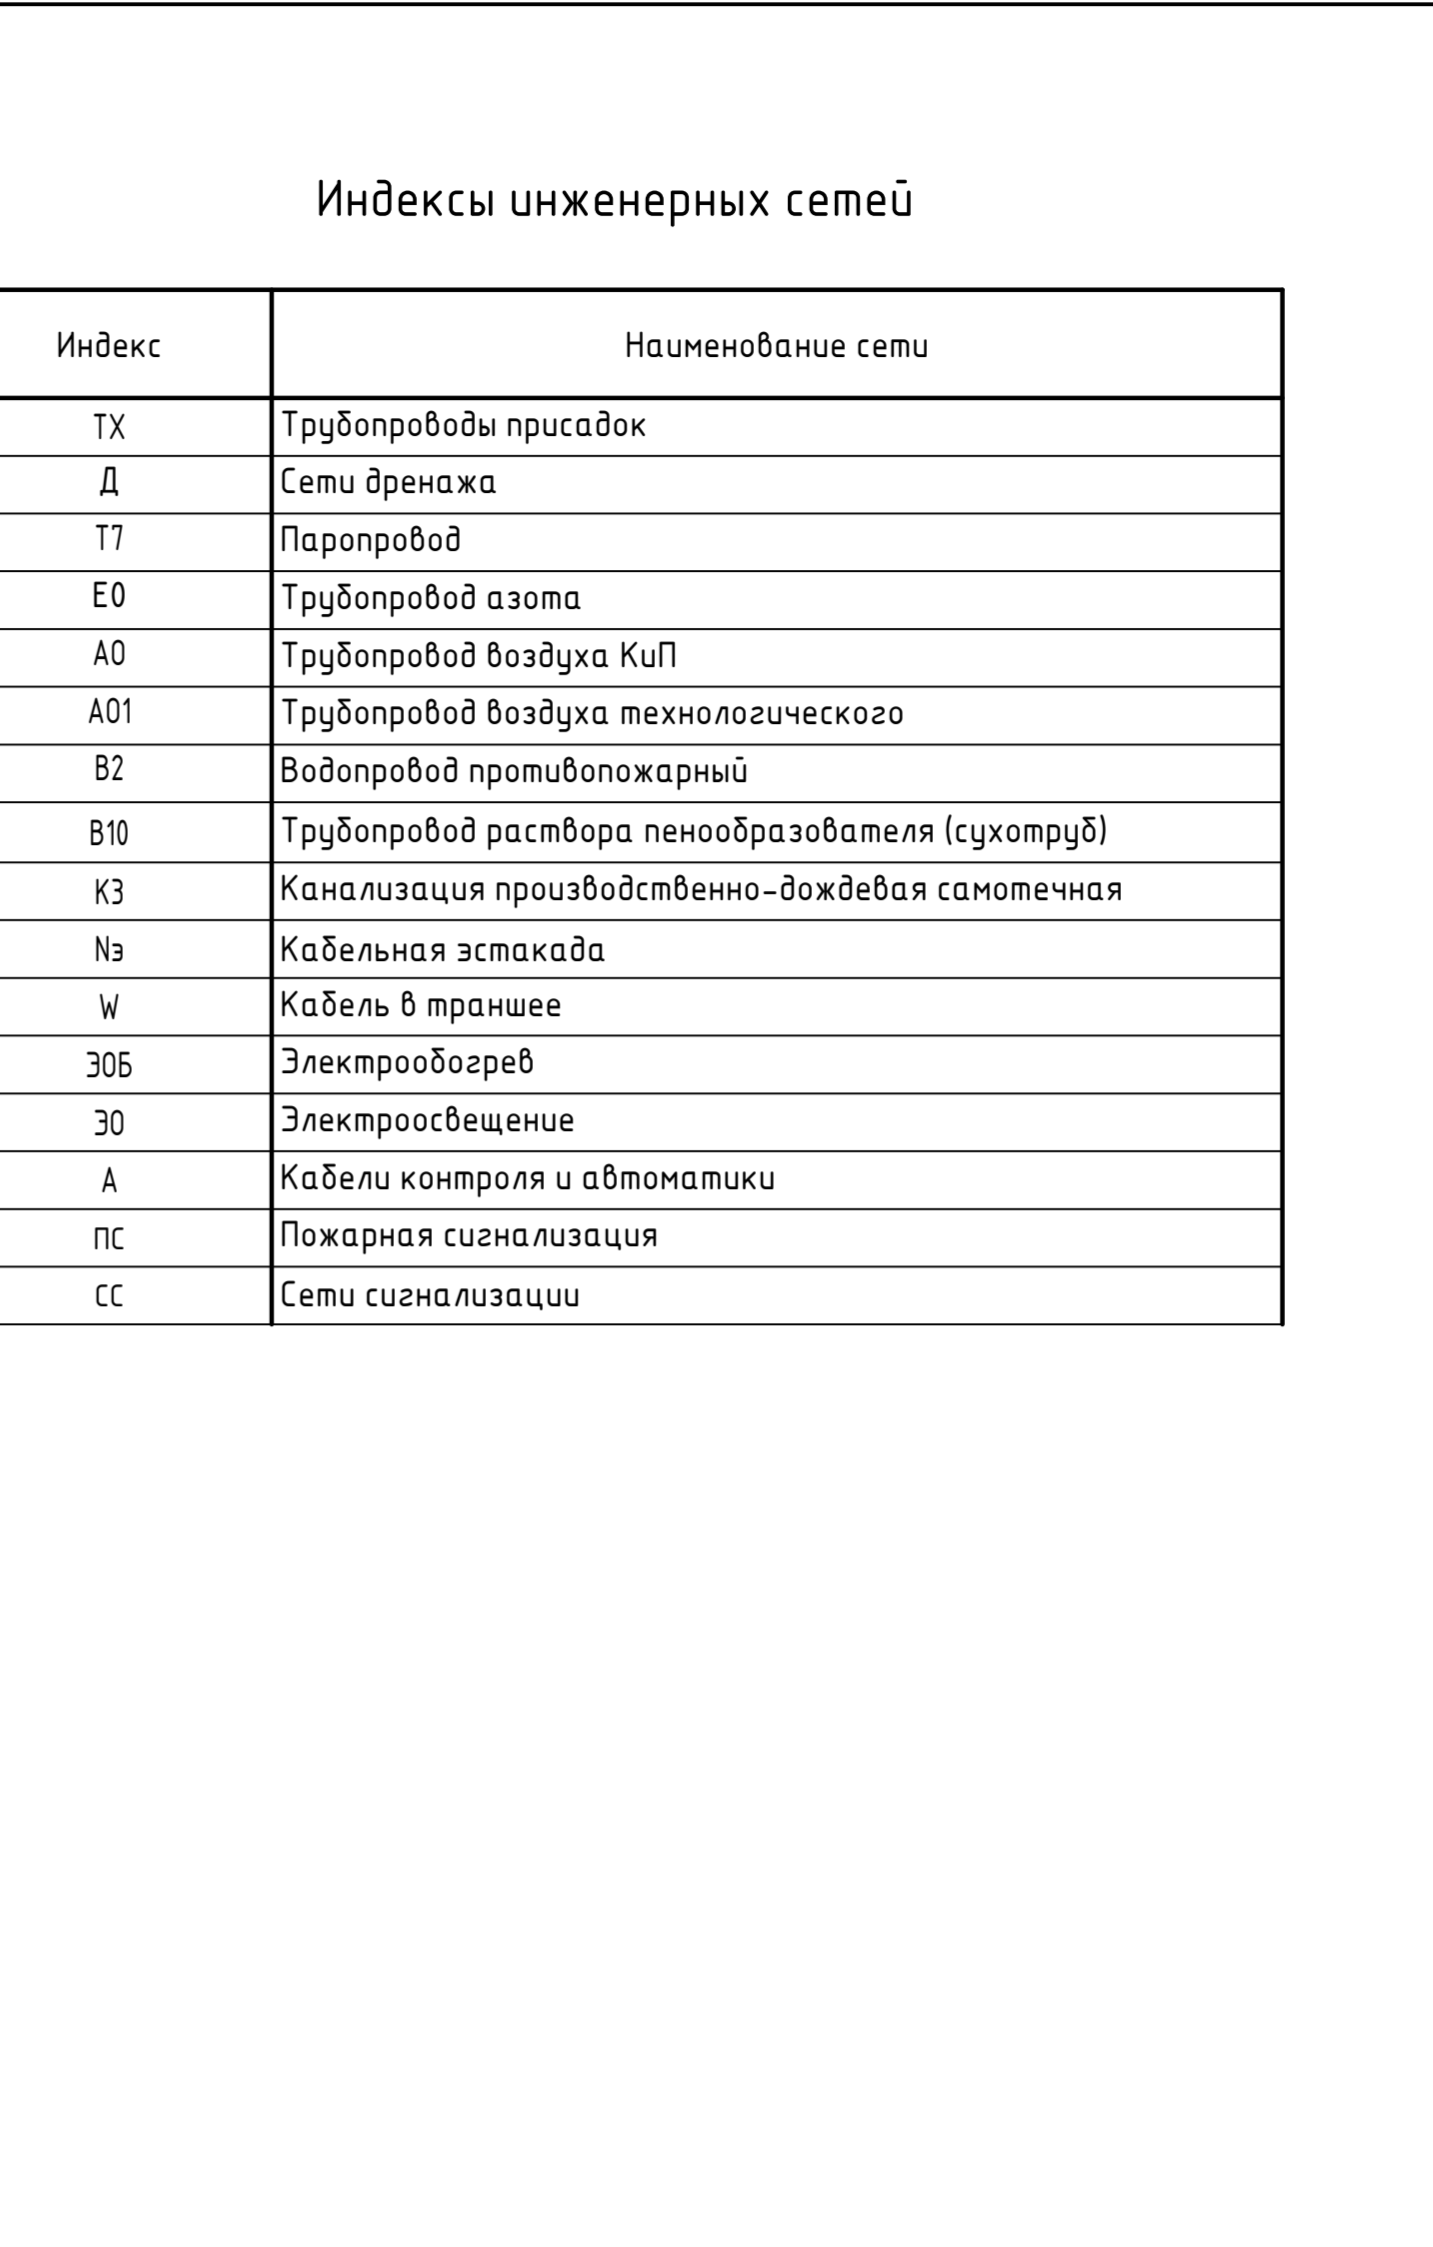 Индексы инженерных сетей
Индекс Наименование сети
ТХ Трубопроводы присадок
Д Сети дренажа
Т7 Паропровод
Е0 Трубопровод азота
А0 Трубопровод воздуха КиП
А01 Трубопровод воздуха технологического
В2 Водопровод противопожарный
В10 Трубопровод раствора пенообразователя (сухотруб)
К3 Канализация производственно-дождевая самотечная
Nэ Кабельная эстакада
W Кабель в траншее
ЭОБ Электрообогрев
ЭО Электроосвещение
А Кабели контроля и автоматики
ПС Пожарная сигнализация
СС Сети сигнализации